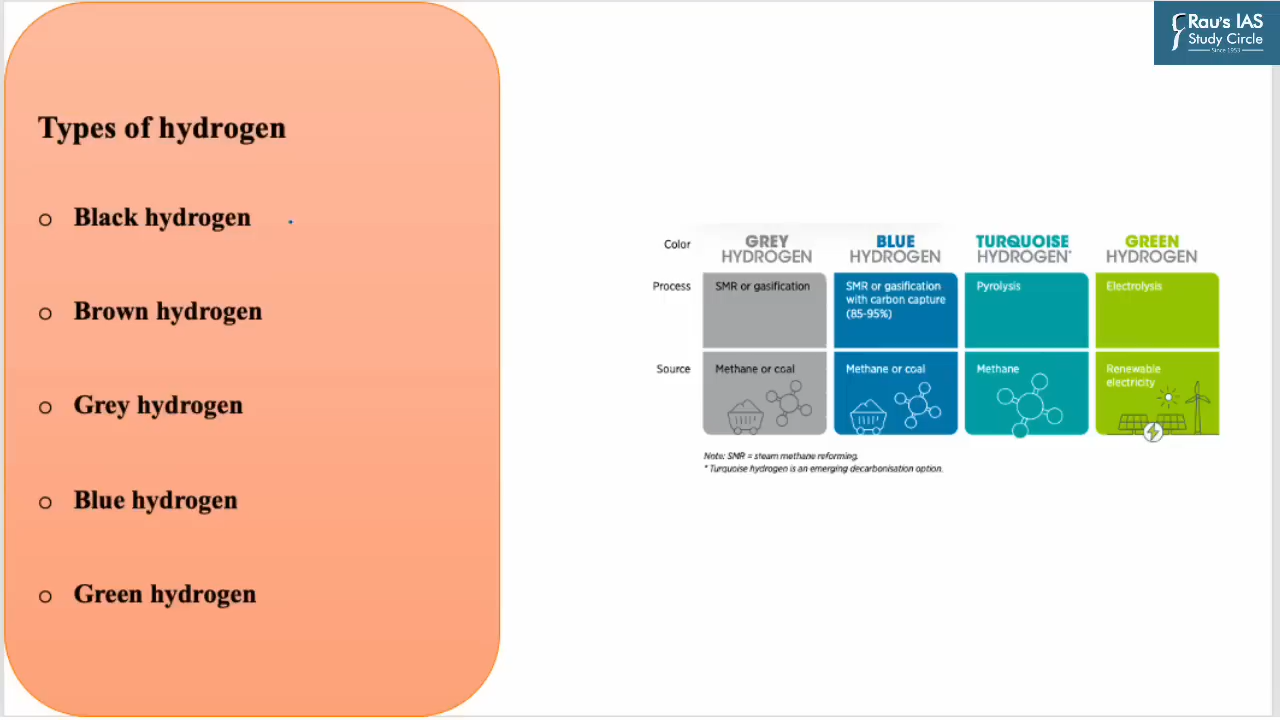 Rau's IAS
Study Circle
Since 1953
Types of hydrogen
o Black hydrogen
o Brown hydrogen
o Grey hydrogen
o Blue hydrogen
o Green hydrogen
Color
GREY
HYDROGEN
BLUE
HYDROGEN
TURQUOISE
HYDROGEN*
GREEN
HYDROGEN
Process
SMR or gasification
SMR or gasification
with carbon capture
(85-95%)
Pyrolysis
Electrolysis
Source
Methane or coal
Methane or coal
Methane
Renewable
electricity
Note: SMR = steam methane reforming.
* Turquoise hydrogen is an emerging decarbonisation option.